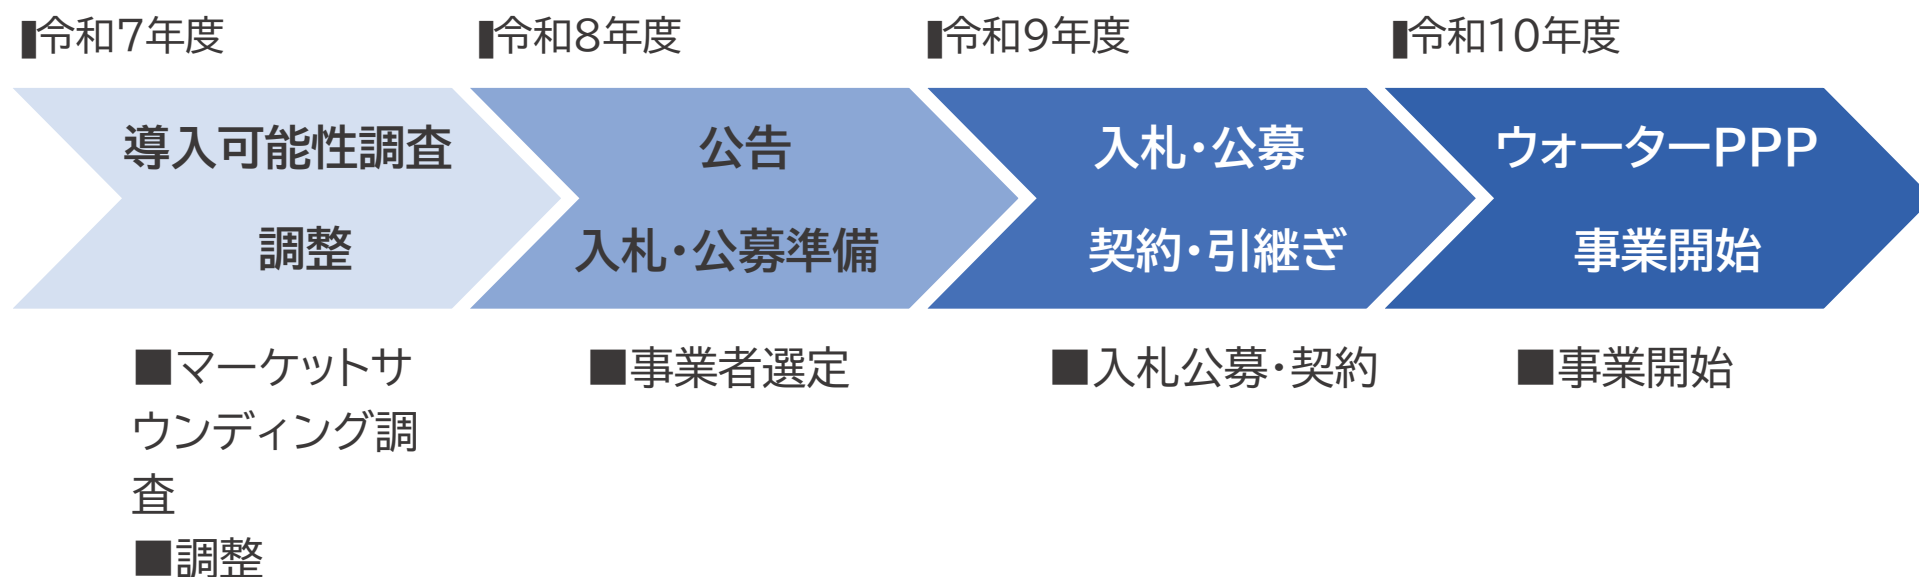 ▌令和7年度
▌令和8年度
▌令和9年度
▌令和10年度
導入可能性調査
調整
公告
入札・公募準備
入札・公募
契約・引継ぎ
ウォーターPPP
事業開始
■マーケットサ
ウンディング調
査
■調整
■事業者選定
■入札公募・契約
■事業開始